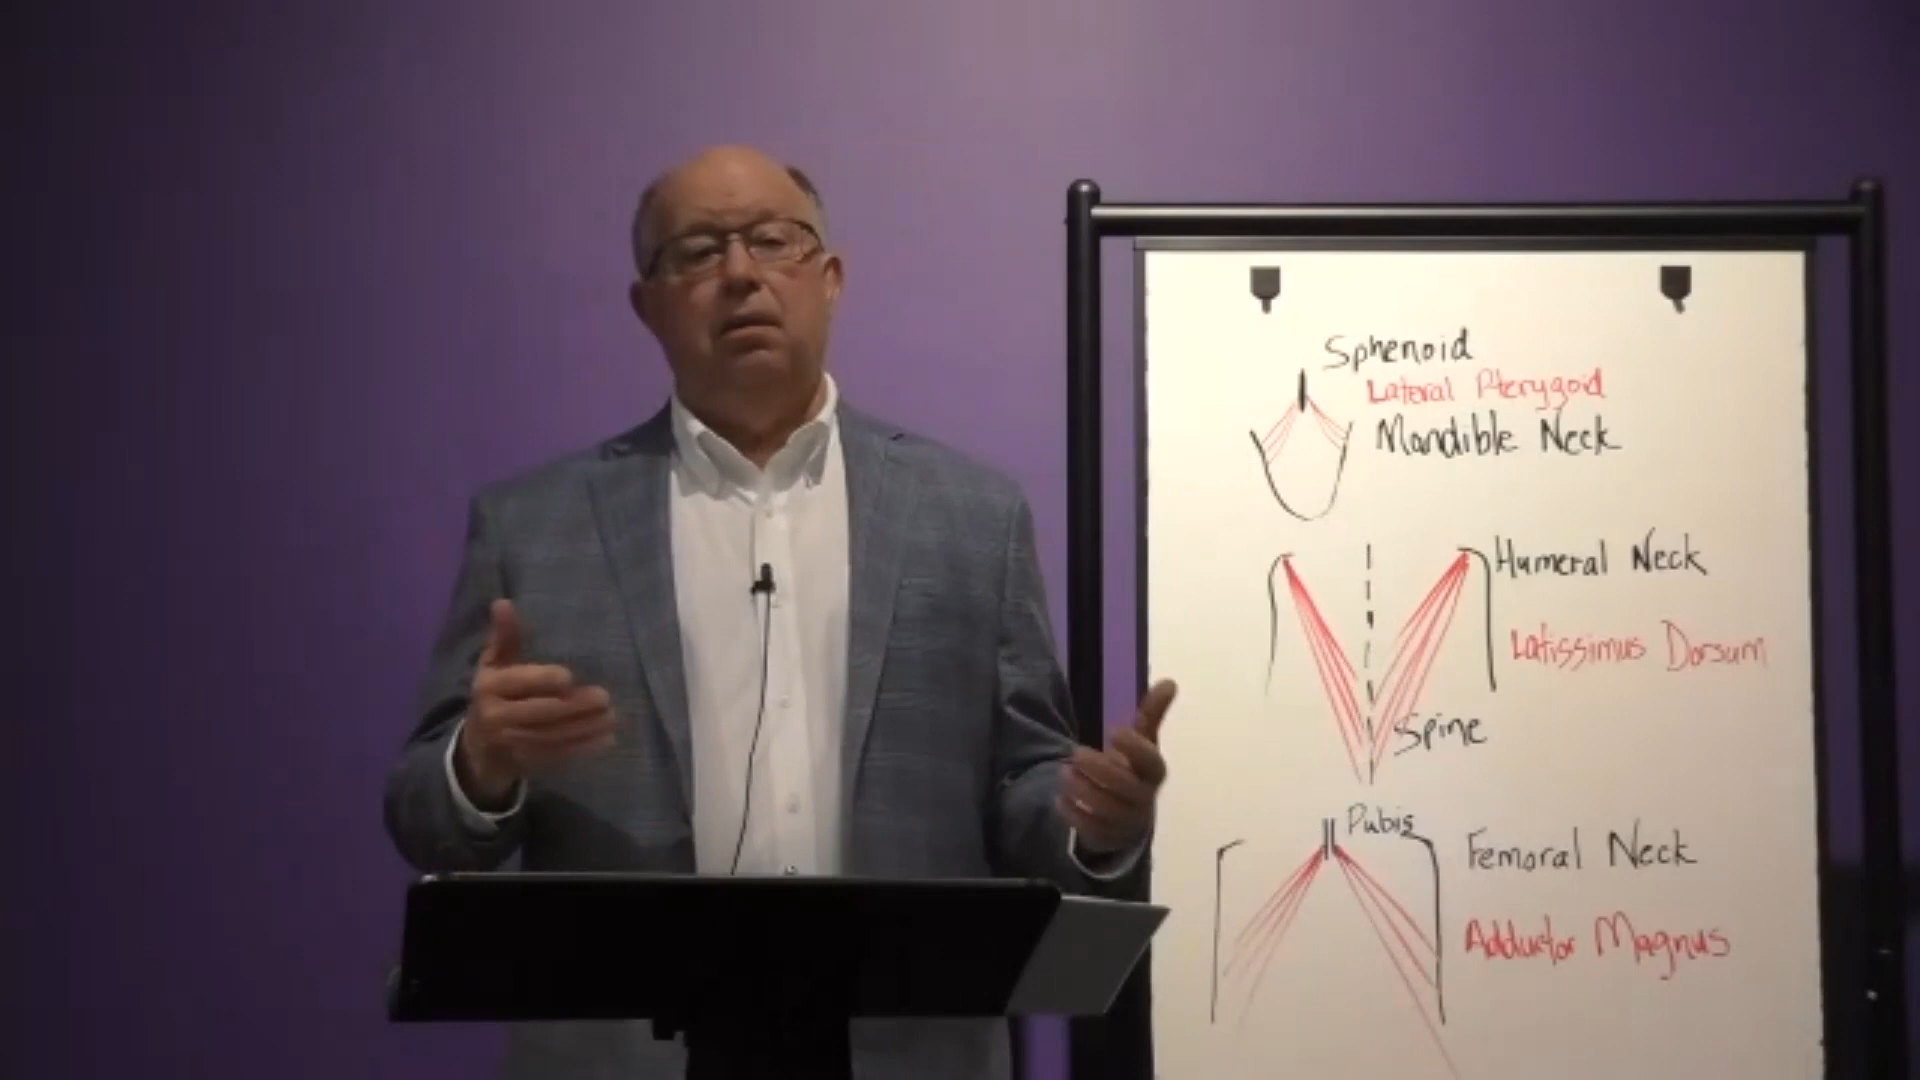 Sphenoid
Lateral Pterygoid
Mandible Neck
Humeral Neck
Latissimus Dorsum
Spine
Pubis
Femoral Neck
Adductor Magnus